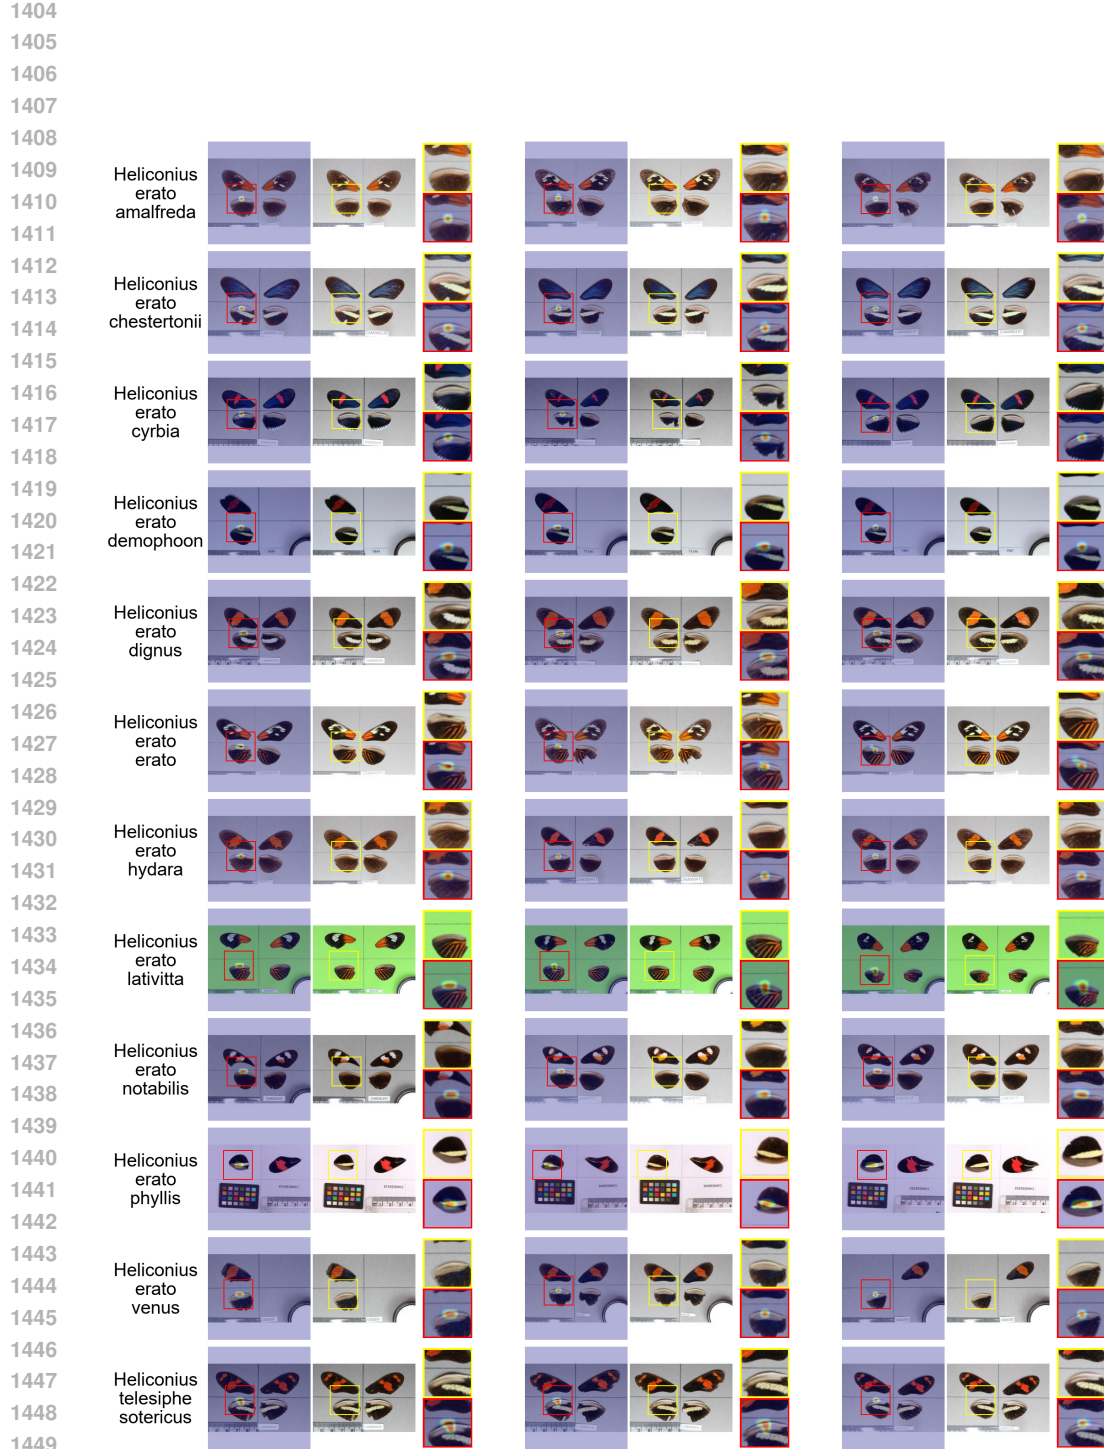 1404
1405
1406
1407
1408
1409
1410
1411
1412
1413
1414
1415
1416
1417
1418
1419
1420
1421
1422
1423
1424
1425
1426
1427
1428
1429
1430
1431
1432
1433
1434
1435
1436
1437
1438
1439
1440
1441
1442
1443
1444
1445
1446
1447
1448
1449
Heliconius
erato
amalfreda
Heliconius
erato
chestertonii
Heliconius
erato
cyrbia
Heliconius
erato
demophoon
Heliconius
erato
dignus
Heliconius
erato
erato
Heliconius
erato
hydara
Heliconius
erato
lativitta
Heliconius
erato
notabilis
Heliconius
erato
phyllis
Heliconius
erato
venus
Heliconius
telesiphe
sotericus